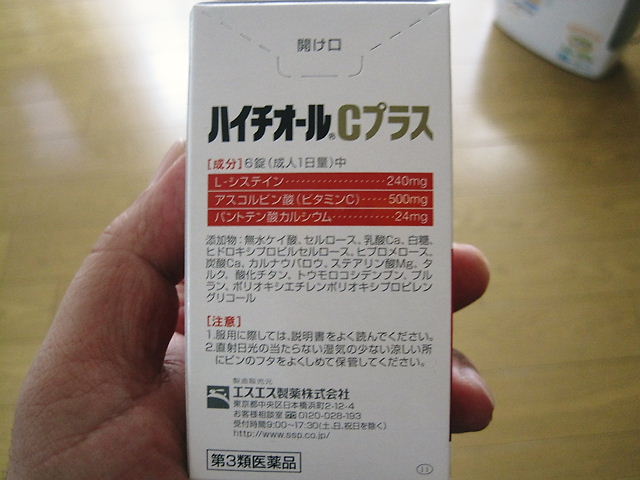 開け口
ハイチオール®Cプラス
[成分]6錠(成人1日量)中
L-システイン··················240mg
アスコルビン酸(ビタミンC)·····500mg
パントテン酸カルシウム···········24mg
添加物:無水ケイ酸、セルロース、乳酸Ca、白糖、
ヒドロキシプロピルセルロース、ヒプロメロース、
炭酸Ca、カルナウバロウ、ステアリン酸Mg、タ
ルク、酸化チタン、トウモロコシデンプン、プル
ラン、ポリオキシエチレンポリオキシプロピレン
グリコール
[注意]
1.服用に際しては、説明書をよく読んでください。
2.直射日光の当たらない湿気の少ない涼しい所
にビンのフタをよくしめて保管してください。
製造販売元
エスエス製薬株式会社
東京都中央区日本橋浜町2-12-4
お客様相談室 0120-028-193
受付時間9:00~17:30(土、日、祝日を除く)
http://www.ssp.co.jp/
第3類医薬品
11